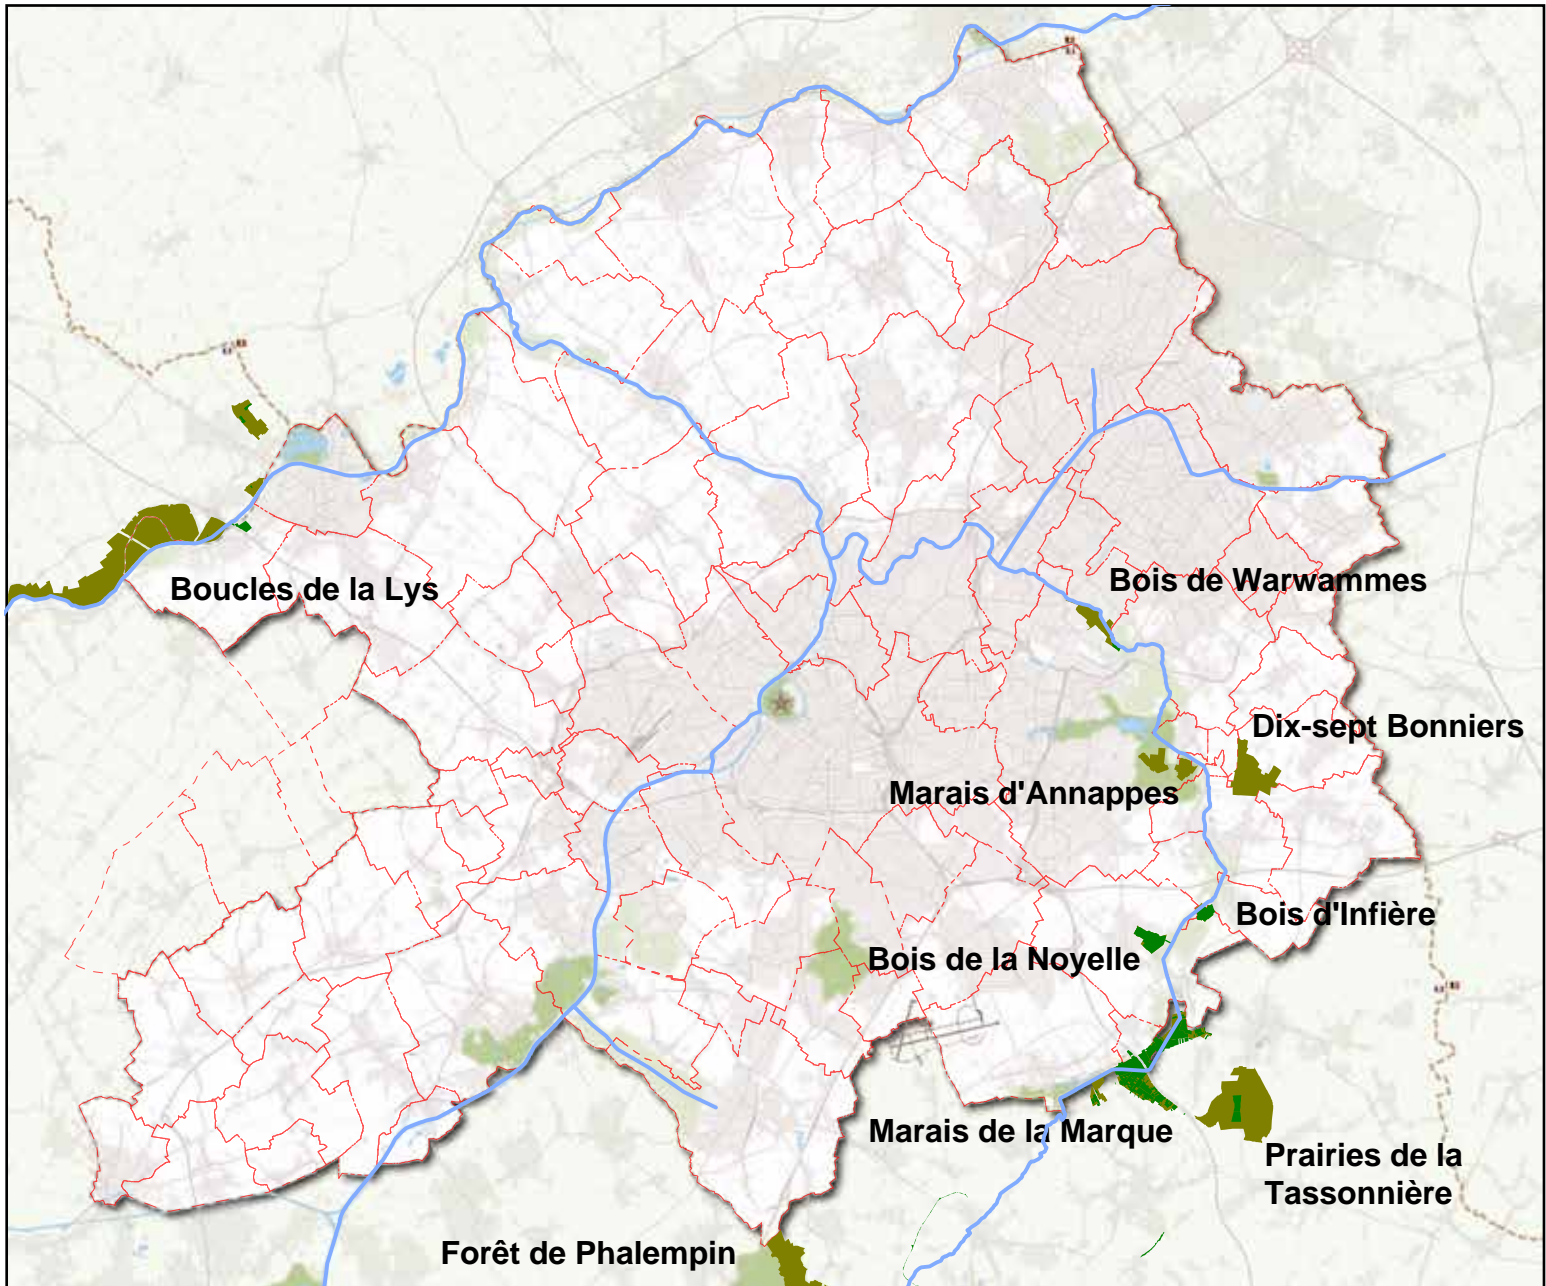 Boucles de la Lys
Bois de Warwammes
Dix-sept Bonniers
Marais d'Annappes
Bois d'Infière
Bois de la Noyelle
Marais de la Marque
Prairies de la
Tassonnière
Forêt de Phalempin